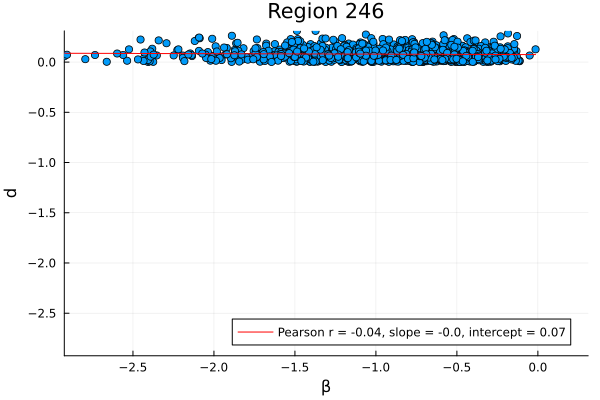 Region 246
0.0
−0.5
−1.0
−1.5
−2.0
−2.5
d
Pearson r = -0.04, slope = -0.0, intercept = 0.07
−2.5 −2.0 −1.5 −1.0 −0.5 0.0
β